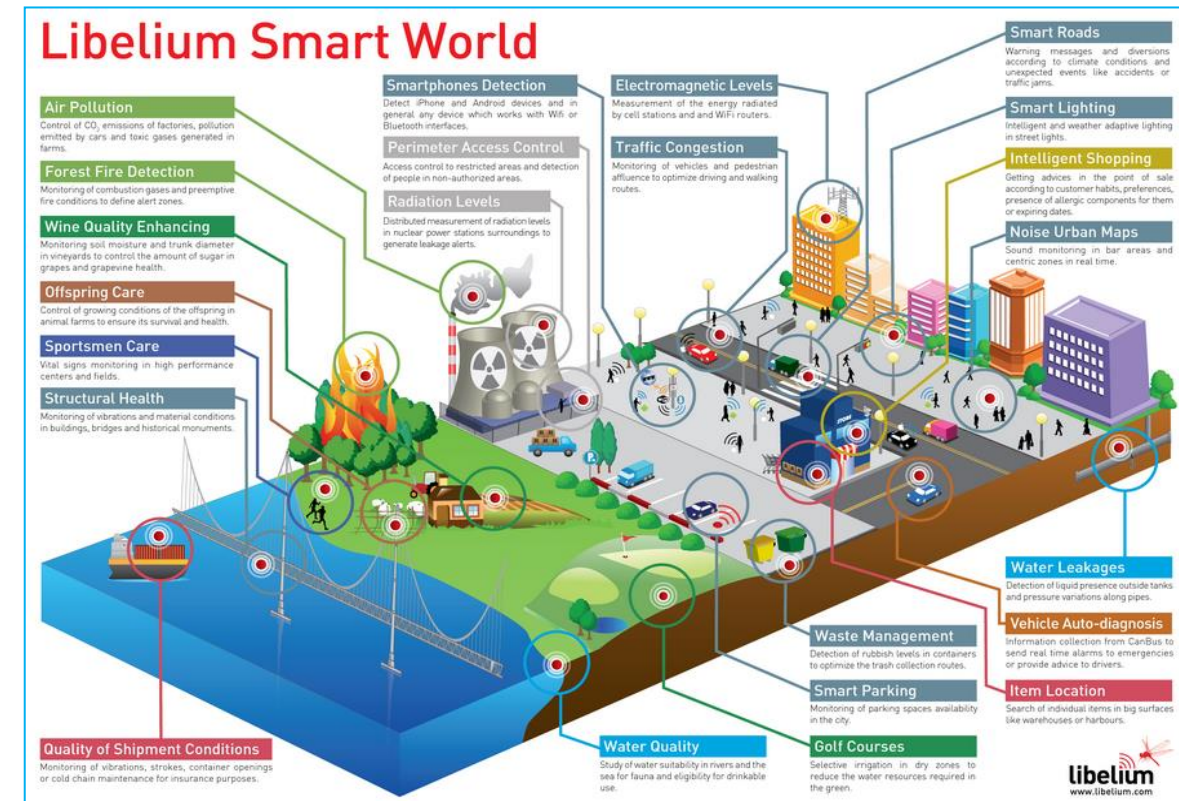 Libelium Smart World
Air Pollution
Control of CO₂ emissions of factories, pollution
emitted by cars and toxic gases generated in
farms.
Forest Fire Detection
Monitoring of combustion gases and preemptive
fire conditions to define alert zones.
Wine Quality Enhancing
Monitoring soil moisture and trunk diameter
in vineyards to control the amount of sugar in
grapes and grapevine health.
Offspring Care
Control of growing conditions of the offspring in
animal farms to ensure its survival and health.
Sportsmen Care
Vital signs monitoring in high performance
centers and fields.
Structural Health
Monitoring of vibrations and material conditions
in buildings, bridges and historical monuments.
Quality of Shipment Conditions
Monitoring of vibrations, strokes, container openings
or cold chain maintenance for insurance purposes.
Smartphones Detection
Detect iPhone and Android devices and in
general any device which works with Wifi or
Bluetooth interfaces.
Perimeter Access Control
Access control to restricted areas and detection
of people in non-authorized areas.
Radiation Levels
Distributed measurement of radiation levels
in nuclear power stations surroundings to
generate leakage alerts.
Electromagnetic Levels
Measurement of the energy radiated
by cell stations and and WiFi routers.
Traffic Congestion
Monitoring of vehicles and pedestrian
affluence to optimize driving and walking
routes.
Smart Roads
Warning messages and diversions
according to climate conditions and
unexpected events like accidents or
traffic jams.
Smart Lighting
Intelligent and weather adaptive lighting
in street lights.
Intelligent Shopping
Getting advices in the point of sale
according to customer habits, preferences,
presence of allergic components for them
or expiring dates.
Noise Urban Maps
Sound monitoring in bar areas and
centric zones in real time.
STORE
P
Water Leakages
Detection of liquid presence outside tanks
and pressure variations along pipes.
Vehicle Auto-diagnosis
Information collection from CanBus to
send real time alarms to emergencies
or provide advice to drivers.
Item Location
Search of individual items in big surfaces
like warehouses or harbours.
Waste Management
Detection of rubbish levels in containers
to optimize the trash collection routes.
Smart Parking
Monitoring of parking spaces availability
in the city.
Golf Courses
Selective irrigation in dry zones to
reduce the water resources required in
the green.
Water Quality
Study of water suitability in rivers and the
sea for fauna and eligibility for drinkable
use.
libelium
www.libelium.com